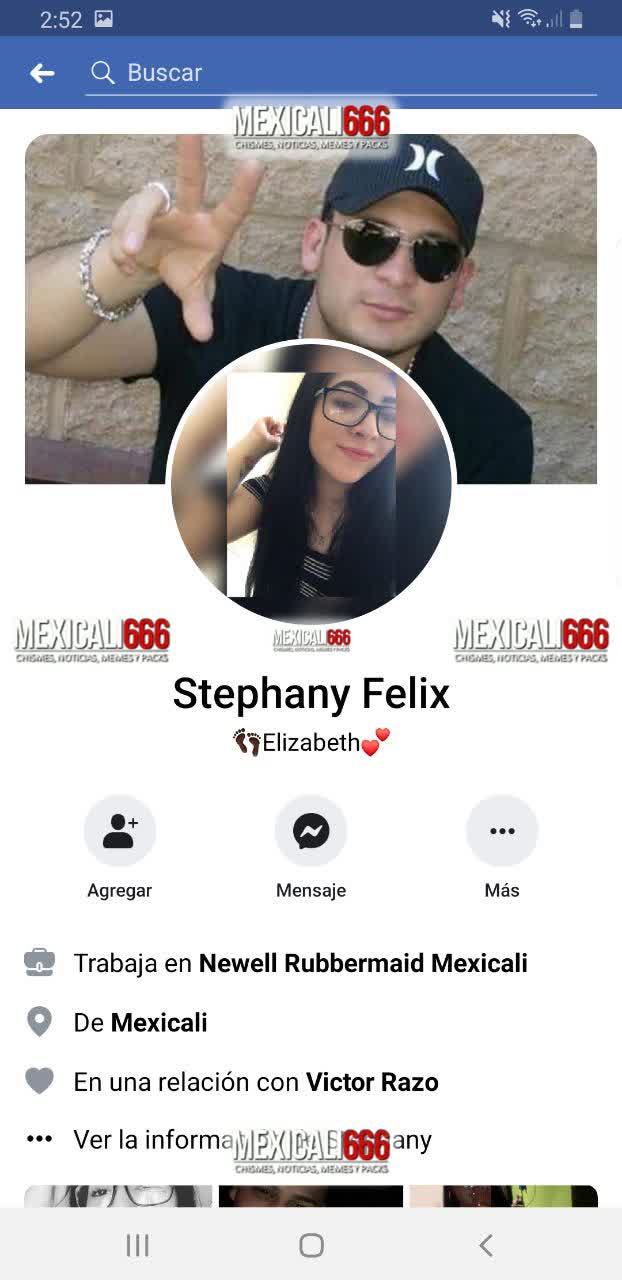 2:52
Buscar
MEXICALI666
CHISMES, NOTICIAS, MEMES Y PACKS
MEXICALI666
CHISMES, NOTICIAS, MEMES Y PACKS
MEXICALI666
CHISMES, NOTICIAS, MEMES Y PACKS
MEXICALI666
CHISMES, NOTICIAS, MEMES Y PACKS
Stephany Felix
👣Elizabeth💕
Agregar
Mensaje
Más
Trabaja en Newell Rubbermaid Mexicali
De Mexicali
En una relación con Victor Razo
Ver la informa any
MEXICALI666
CHISMES, NOTICIAS, MEMES Y PACKS